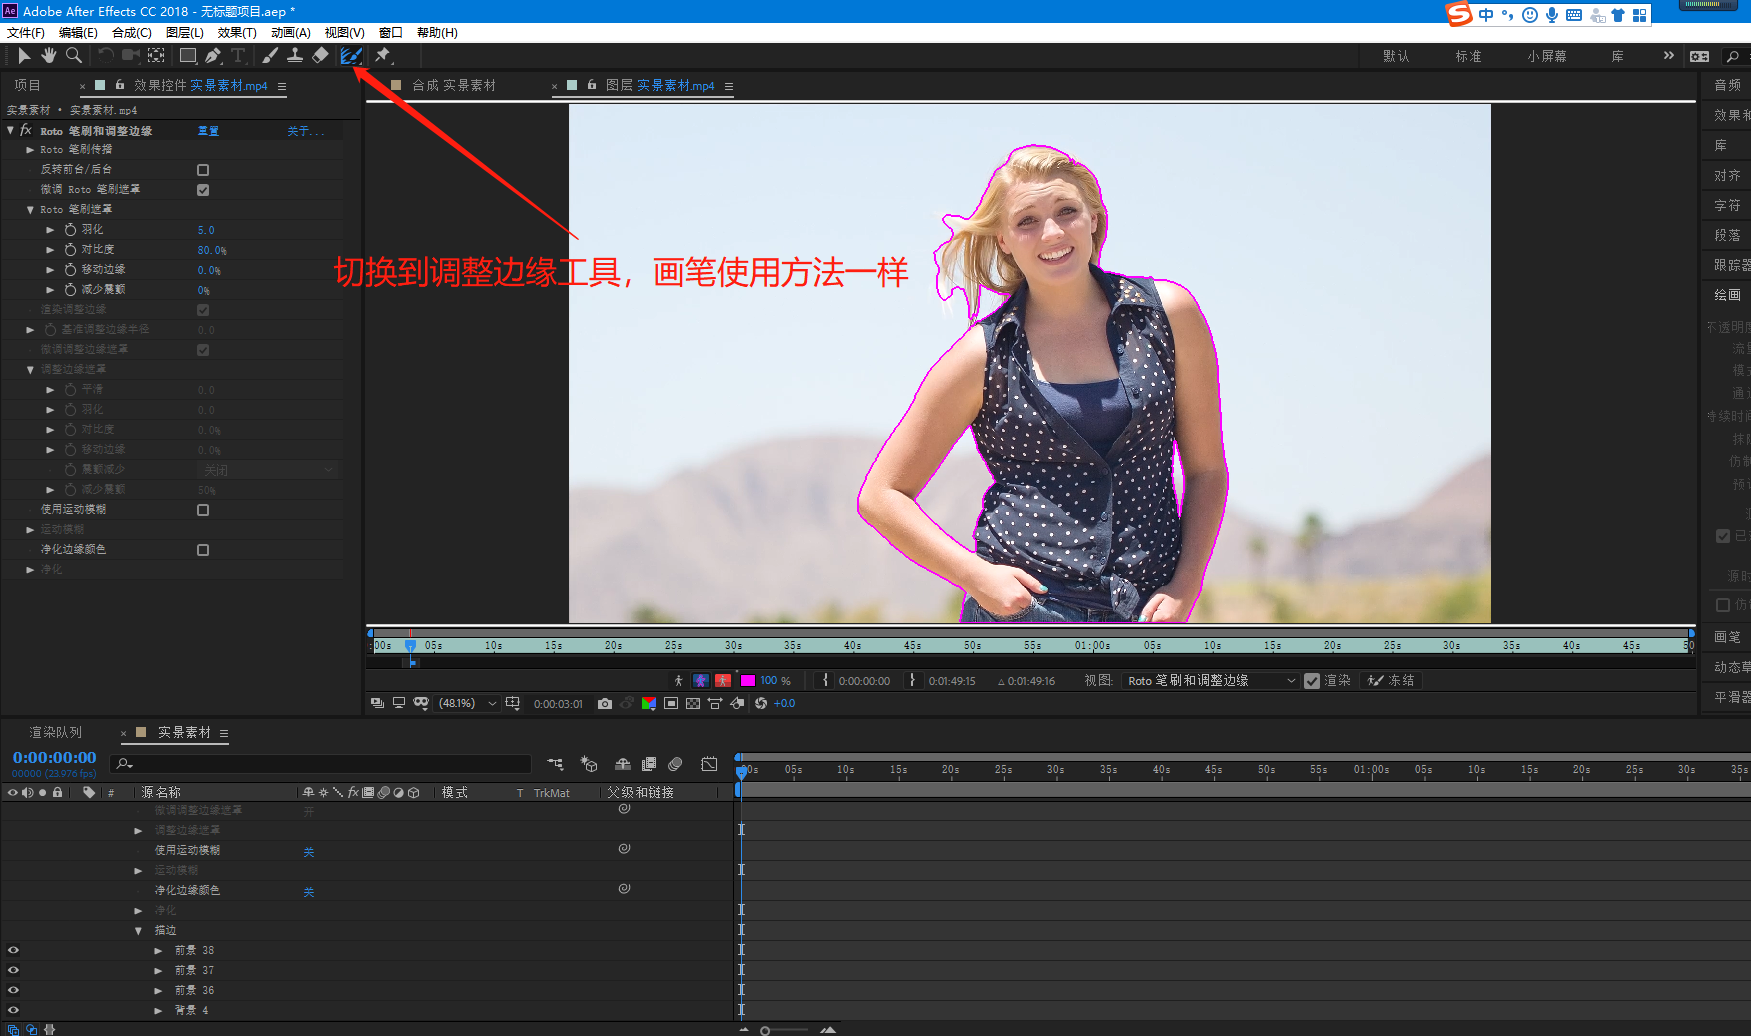 Ae Adobe After Effects CC 2018 - 无标题项目.aep *
中
文件(F) 编辑(E) 合成(C) 图层(L) 效果(T) 动画(A) 视图(V) 窗口 帮助(H)
默认 标准 小屏幕 库 »
项目 × 效果控件 实景素材.mp4 ≡
合成 实景素材 × 图层 实景素材.mp4 ≡
实景素材 • 实景素材.mp4
fx Roto 笔刷和调整边缘 重置 关于...
Roto 笔刷传播
反转前台/后台
微调 Roto 笔刷遮罩
Roto 笔刷遮罩
羽化 5.0
对比度 80.0%
移动边缘 0.0%
减少震颤 0%
渲染调整边缘
基准调整边缘半径 0.0
微调调整边缘遮罩
调整边缘遮罩
平滑 0.0
羽化 0.0
对比度 0.0%
移动边缘 0.0%
震颤减少 关闭
减少震颤 50%
使用运动模糊
运动模糊
净化边缘颜色
净化
切换到调整边缘工具，画笔使用方法一样
音频
效果和
库
对齐
字符
段落
跟踪器
绘画
不透明度
流量
模式
通道
持续时间
抹除
仿制
预设
已
源时
仿
画笔
动态草
平滑器
:00s 05s 10s 15s 20s 25s 30s 35s 40s 45s 50s 55s 01:00s 05s 10s 15s 20s 25s 30s 35s 40s 45s 50
100 % 0:00:00:00 0:01:49:15 △ 0:01:49:16 视图: Roto 笔刷和调整边缘 渲染 冻结
(48.1%) 0:00:03:01 +0.0
渲染队列 × 实景素材 ≡
0:00:00:00
00000 (23.976 fps)
:00s 05s 10s 15s 20s 25s 30s 35s 40s 45s 50s 55s 01:00s 05s 10s 15s 20s 25s 30s 35s
# 源名称 fx 模式 T TrkMat 父级和链接
微调调整边缘遮罩 开
调整边缘遮罩
使用运动模糊 关
运动模糊
净化边缘颜色 关
净化
描边
前景 38
前景 37
前景 36
背景 4